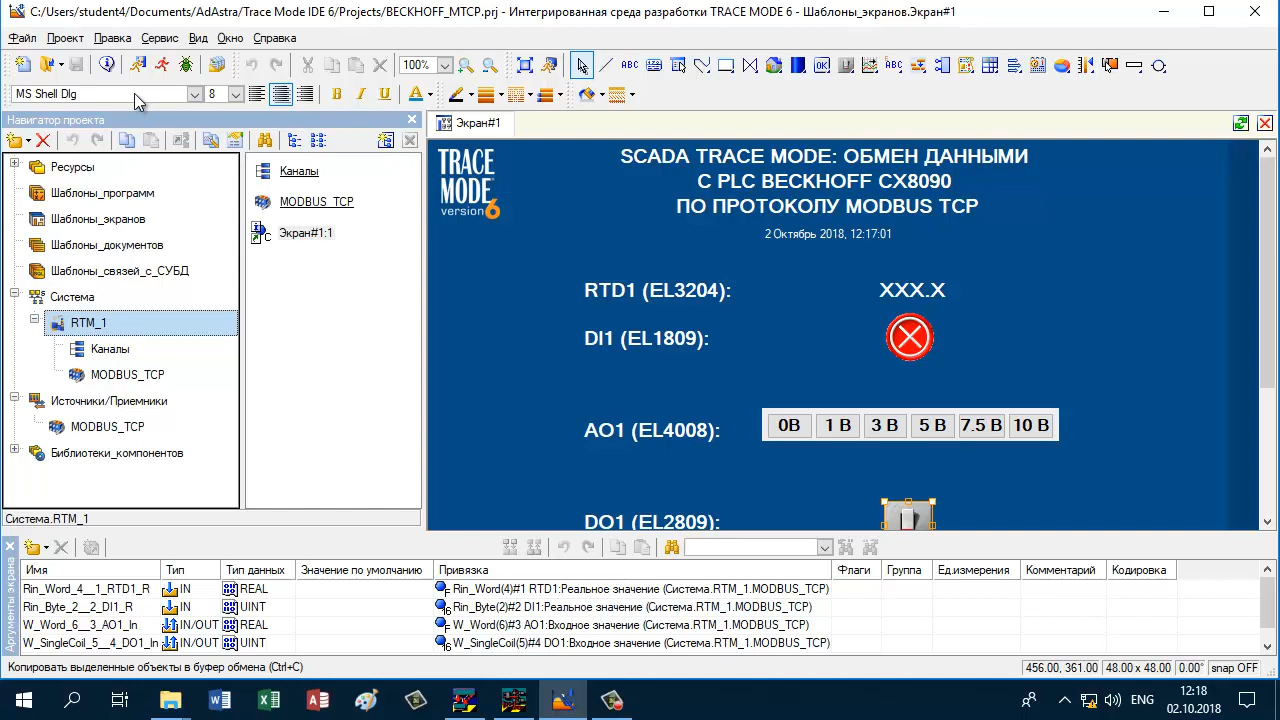 C:/Users/student4/Documents/AdAstra/Trace Mode IDE 6/Projects/BECKHOFF_MTCP.prj - Интегрированная среда разработки TRACE MODE 6 - Шаблоны_экранов.Экран#1
Файл Проект Правка Сервис Вид Окно Справка
100% ABC OK ABC
MS Shell Dlg 8 B I U A
Навигатор проекта
Экран#1
Ресурсы
Шаблоны_программ
Шаблоны_экранов
Шаблоны_документов
Шаблоны_связей_с_СУБД
Система
RTM_1
Каналы
MODBUS_TCP
Источники/Приемники
MODBUS_TCP
Библиотеки_компонентов
Система.RTM_1
Каналы
MODBUS_TCP
Экран#1:1
TRACE
MODE
version 6
SCADA TRACE MODE: ОБМЕН ДАННЫМИ
С PLC BECKHOFF CX8090
ПО ПРОТОКОЛУ MODBUS TCP
2 Октябрь 2018, 12:17:01
RTD1 (EL3204): XXX.X
DI1 (EL1809):
AO1 (EL4008): 0В 1 В 3 В 5 В 7.5 В 10 В
DO1 (EL2809):
Аргументы экрана
Имя Тип Тип данных Значение по умолчанию Привязка Флаги Группа Ед.измерения Комментарий Кодировка
Rin_Word_4__1_RTD1_R IN REAL Rin_Word(4)#1 RTD1:Реальное значение (Система.RTM_1.MODBUS_TCP)
Rin_Byte_2__2_DI1_R IN UINT Rin_Byte(2)#2 DI1:Реальное значение (Система.RTM_1.MODBUS_TCP)
W_Word_6__3_AO1_In IN/OUT REAL W_Word(6)#3 AO1:Входное значение (Система.RTM_1.MODBUS_TCP)
W_SingleCoil_5__4_DO1_In IN/OUT UINT W_SingleCoil(5)#4 DO1:Входное значение (Система.RTM_1.MODBUS_TCP)
Копировать выделенные объекты в буфер обмена (Ctrl+C) 456.00, 361.00 48.00 x 48.00 0.00° snap OFF
ENG 12:18
02.10.2018